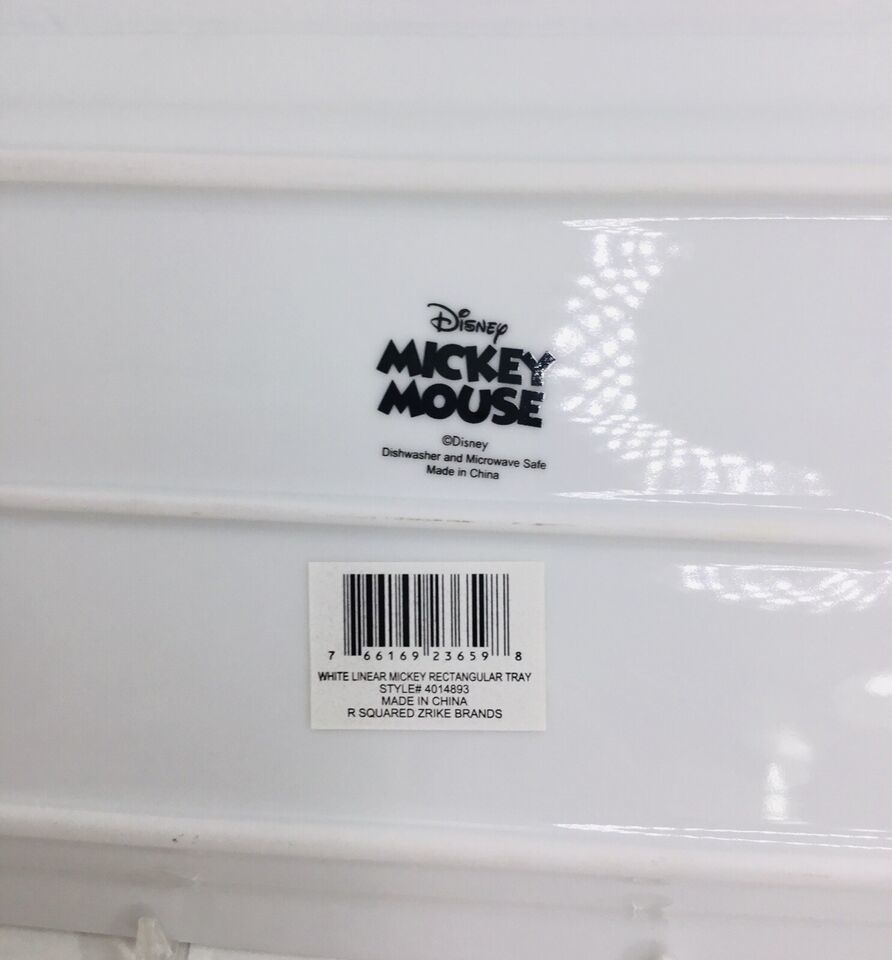 Disney
MICKEY
MOUSE
©Disney
Dishwasher and Microwave Safe
Made in China
7 66169 23659 8
WHITE LINEAR MICKEY RECTANGULAR TRAY
STYLE# 4014893
MADE IN CHINA
R SQUARED ZRIKE BRANDS